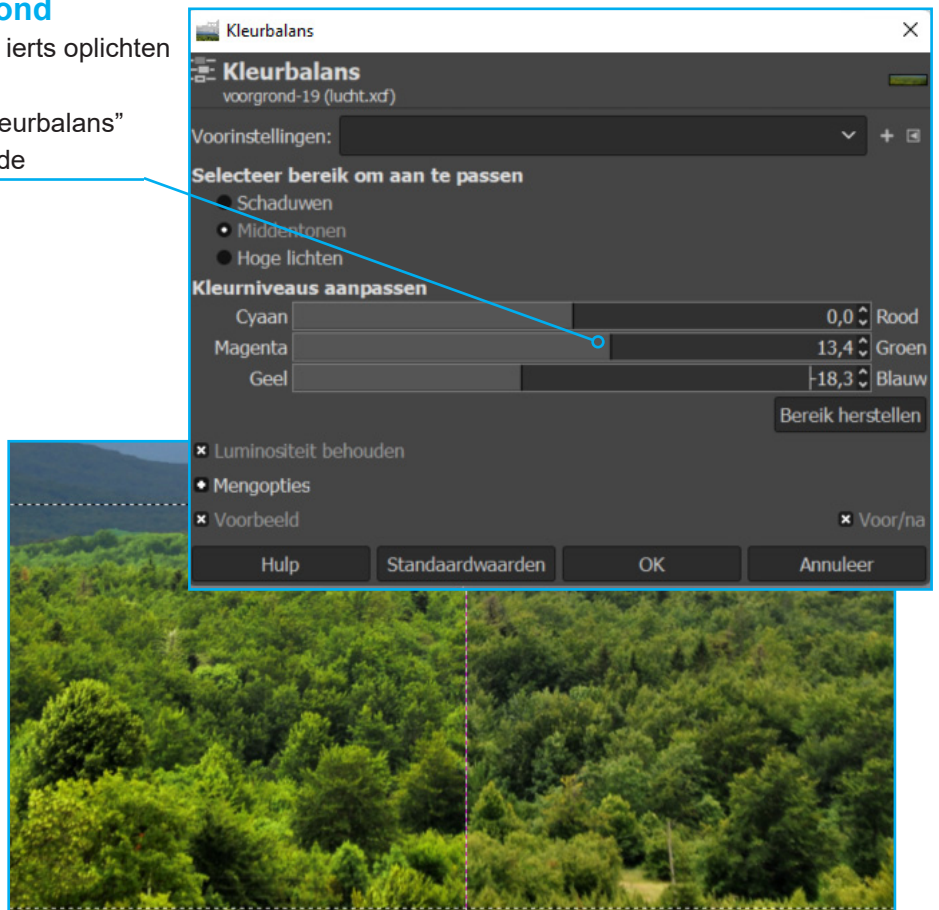 ond
ierts oplichten
eurbalans”
de
Kleurbalans
Kleurbalans
voorgrond-19 (lucht.xcf)
Voorinstellingen:
Selecteer bereik om aan te passen
Schaduwen
Middentonen
Hoge lichten
Kleurniveaus aanpassen
Cyaan 0,0 Rood
Magenta 13,4 Groen
Geel -18,3 Blauw
Bereik herstellen
Luminositeit behouden
Mengopties
Voorbeeld Voor/na
Hulp Standaardwaarden OK Annuleer